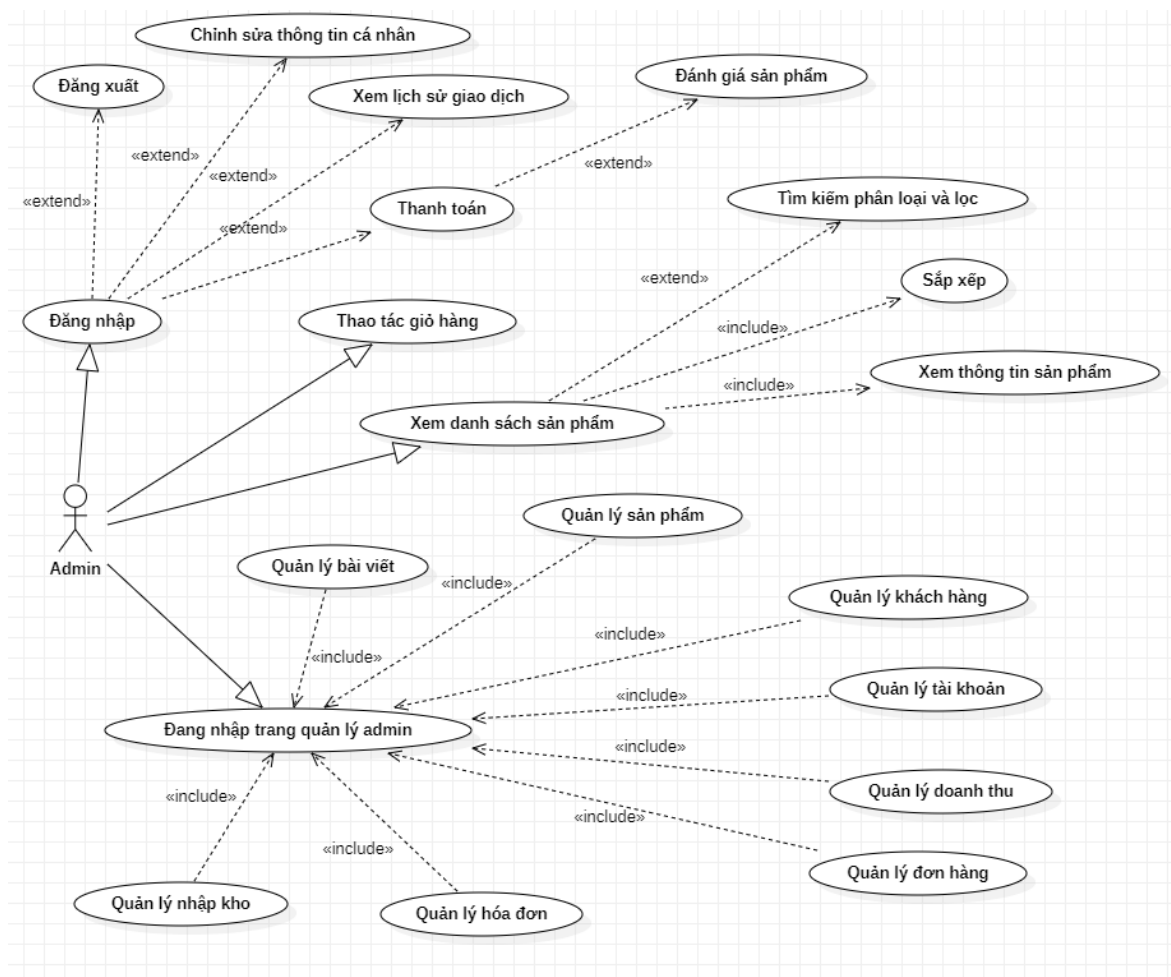 Chỉnh sửa thông tin cá nhân
Đăng xuất
Xem lịch sử giao dịch
Đánh giá sản phẩm
«extend»
«extend»
«extend»
«extend»
«extend»
Thanh toán
Tìm kiếm phân loại và lọc
«extend»
Sắp xếp
Đăng nhập
Thao tác giỏ hàng
«include»
Xem thông tin sản phẩm
«include»
Xem danh sách sản phẩm
Quản lý sản phẩm
Admin
Quản lý bài viết
«include»
Quản lý khách hàng
«include»
«include»
Quản lý tài khoản
«include»
Đang nhập trang quản lý admin
«include»
Quản lý doanh thu
«include»
«include»
«include»
Quản lý đơn hàng
Quản lý nhập kho
Quản lý hóa đơn